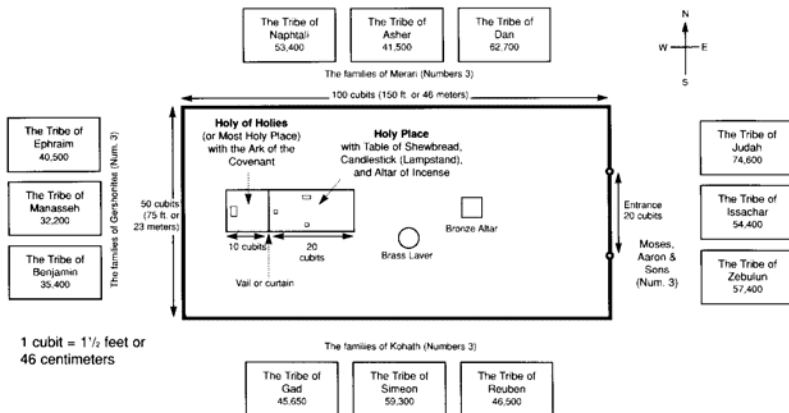 The Tribe of
Naphtali
53,400
The Tribe of
Asher
41,500
The Tribe of
Dan
62,700
N
W
E
S
The families of Merari (Numbers 3)
100 cubits (150 ft. or 46 meters)
The Tribe of
Ephraim
40,500
The Tribe of
Manasseh
32,200
The Tribe of
Benjamin
35,400
The families of Gershonites (Num. 3)
50 cubits
(75 ft. or
23 meters)
Holy of Holies
(or Most Holy Place)
with the Ark of the
Covenant
Holy Place
with Table of Shewbread,
Candlestick (Lampstand),
and Altar of Incense
10 cubits
20
cubits
Vail or curtain
Brass Laver
Bronze Altar
Entrance
20 cubits
Moses,
Aaron &
Sons
(Num. 3)
The Tribe of
Judah
74,600
The Tribe of
Issachar
54,400
The Tribe of
Zebulun
57,400
1 cubit = 1 1/2 feet or
46 centimeters
The families of Kohath (Numbers 3)
The Tribe of
Gad
45,650
The Tribe of
Simeon
59,300
The Tribe of
Reuben
46,500